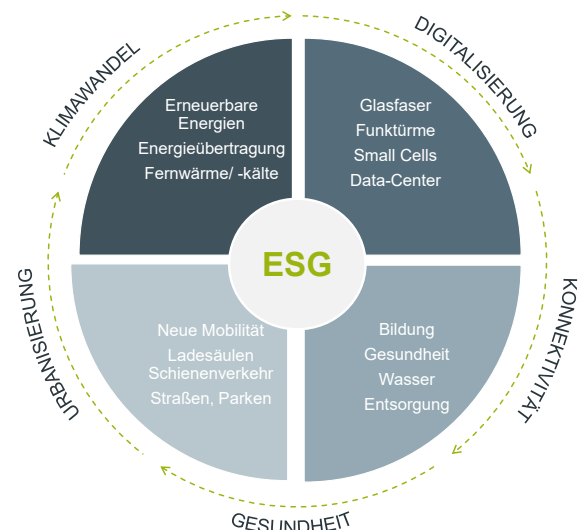 KLIMAWANDEL
DIGITALISIERUNG
Erneuerbare
Energien
Energieübertragung
Fernwärme/ -kälte
Glasfaser
Funktürme
Small Cells
Data-Center
ESG
URBANISIERUNG
KONNEKTIVITÄT
Neue Mobilität
Ladesäulen
Schienenverkehr
Straßen, Parken
Bildung
Gesundheit
Wasser
Entsorgung
GESUNDHEIT